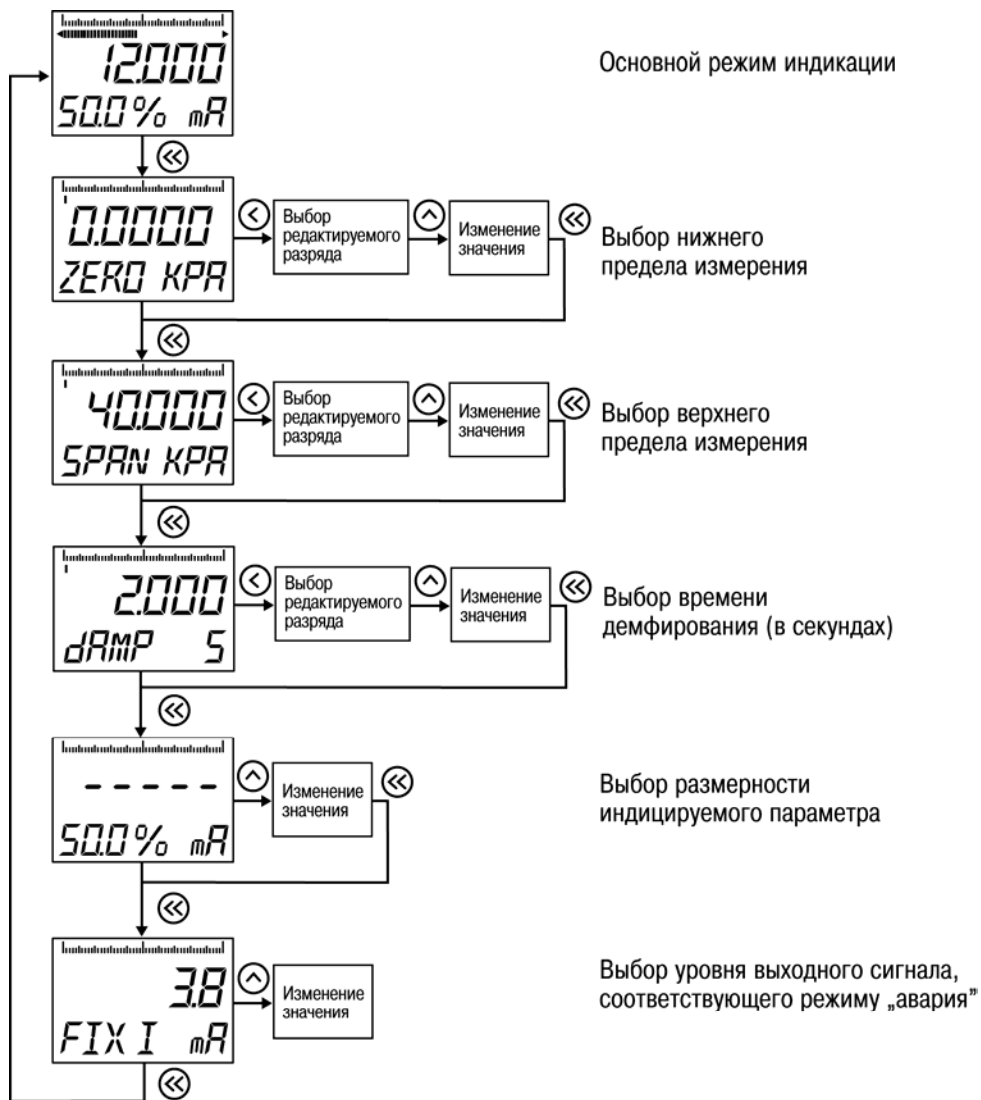 12.000
50.0% mA
Основной режим индикации
0.0000
ZERO KPA
Выбор
редактируемого
разряда
Изменение
значения
Выбор нижнего
предела измерения
40.000
SPAN KPA
Выбор
редактируемого
разряда
Изменение
значения
Выбор верхнего
предела измерения
2.000
dAMP S
Выбор
редактируемого
разряда
Изменение
значения
Выбор времени
демфирования (в секундах)
- - - - -
50.0% mA
Изменение
значения
Выбор размерности
индицируемого параметра
3.8
FIX I mA
Изменение
значения
Выбор уровня выходного сигнала,
соответствующего режиму „авария”